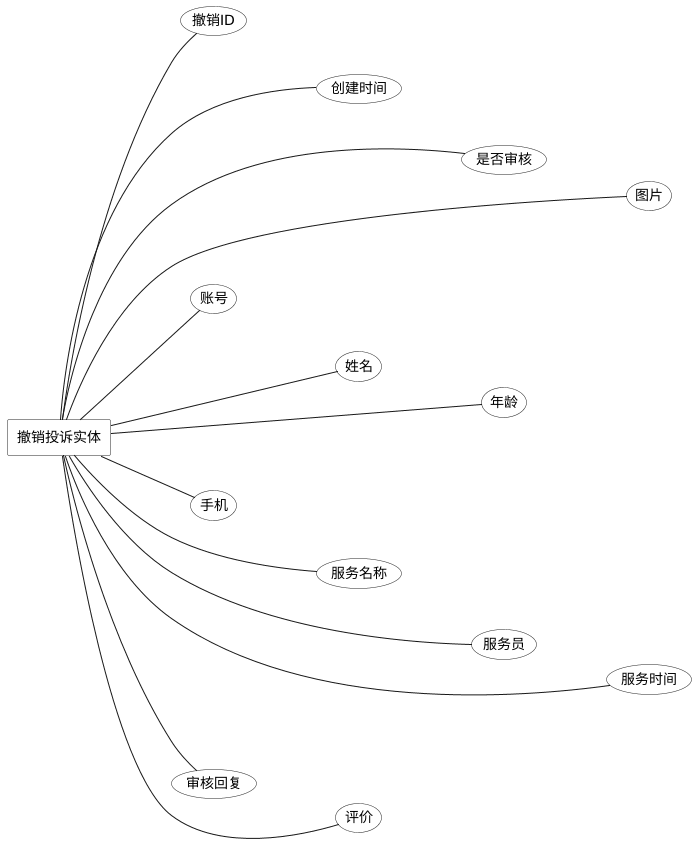 撤销ID
创建时间
是否审核
图片
账号
姓名
年龄
撤销投诉实体
手机
服务名称
服务员
服务时间
审核回复
评价